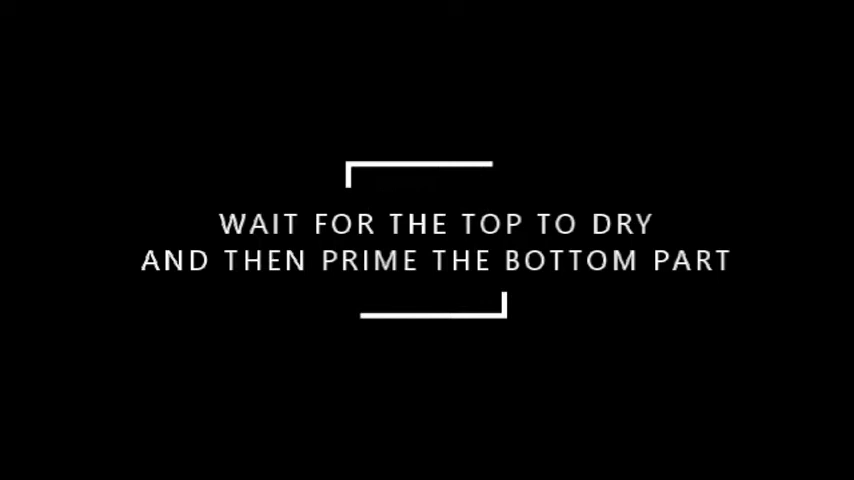 WAIT FOR THE TOP TO DRY
AND THEN PRIME THE BOTTOM PART